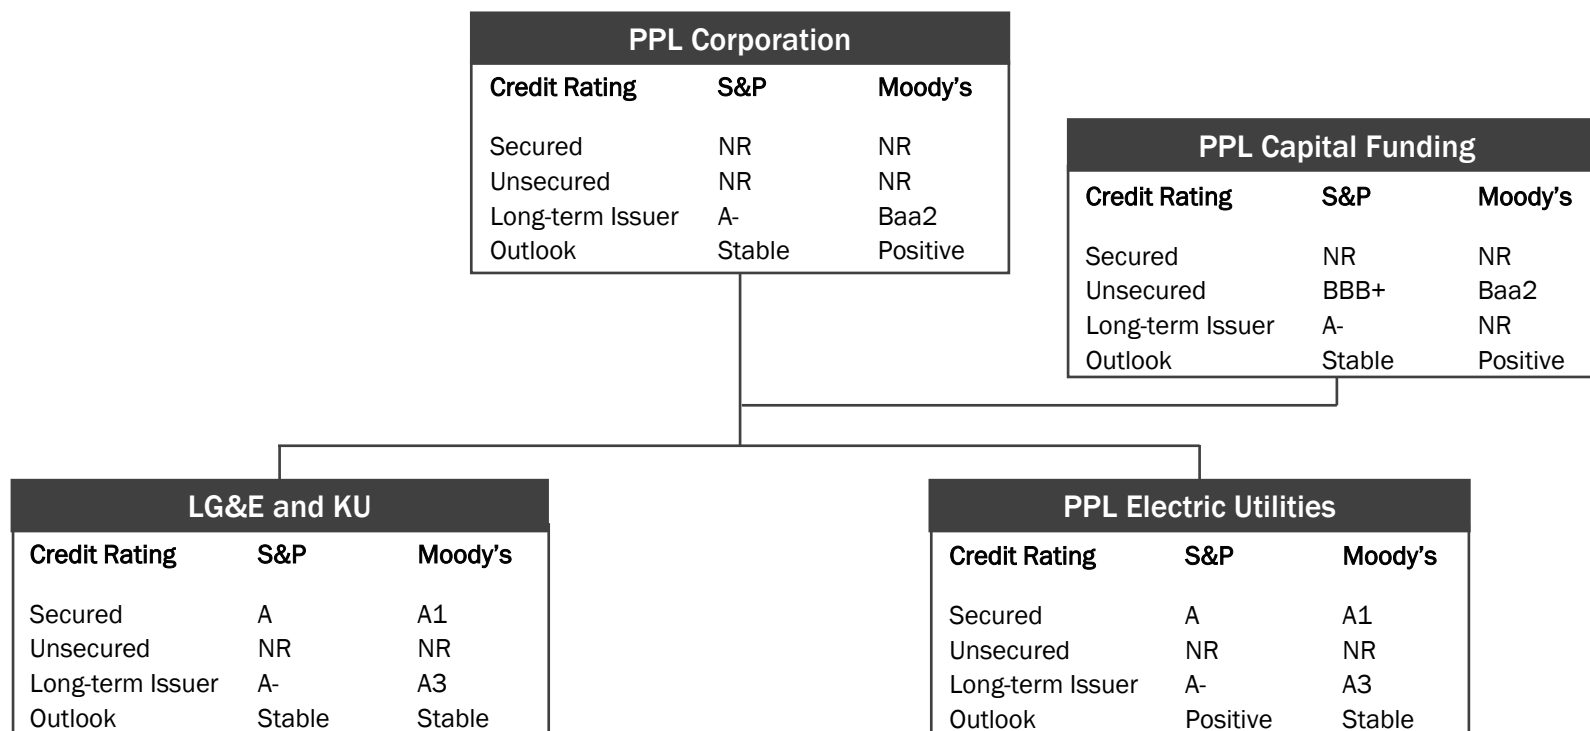 PPL Corporation
Credit Rating S&P Moody's
Secured NR NR
Unsecured NR NR
Long-term Issuer A- Baa2
Outlook Stable Positive
PPL Capital Funding
Credit Rating S&P Moody's
Secured NR NR
Unsecured BBB+ Baa2
Long-term Issuer A- NR
Outlook Stable Positive
LG&E and KU
Credit Rating S&P Moody's
Secured A A1
Unsecured NR NR
Long-term Issuer A- A3
Outlook Stable Stable
PPL Electric Utilities
Credit Rating S&P Moody's
Secured A A1
Unsecured NR NR
Long-term Issuer A- A3
Outlook Positive Stable